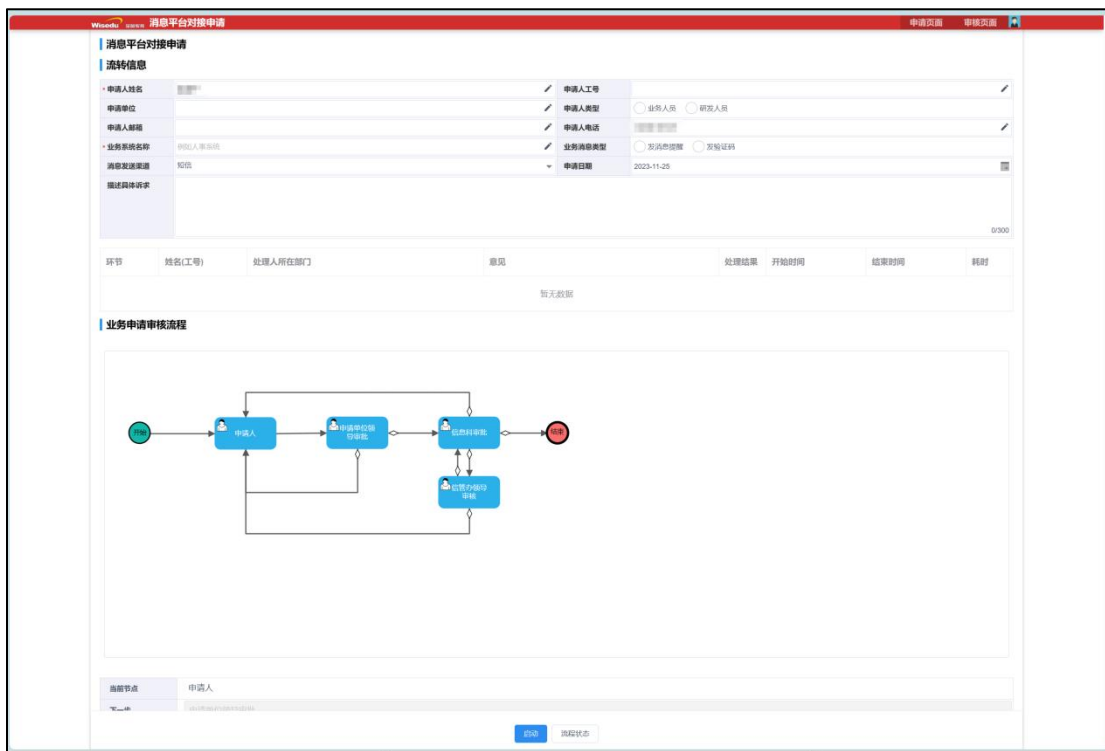 Wisedu 消息平台对接申请 申请页面 审核页面
消息平台对接申请
流转信息
* 申请人姓名 申请人工号
申请单位 申请人类型 业务人员 研发人员
申请人邮箱 申请人电话
* 业务系统名称 例如人事系统 业务消息类型 发消息提醒 发验证码
消息发送渠道 短信 申请日期 2023-11-25
描述具体诉求
0/300
环节 姓名(工号) 处理人所在部门 意见 处理结果 开始时间 结束时间 耗时
暂无数据
业务申请审核流程
开始
申请人
申请单位领
导审批
信息科审批
结束
信管办领导
审核
当前节点 申请人
下一步 申请单位领导审批
启动 流程状态